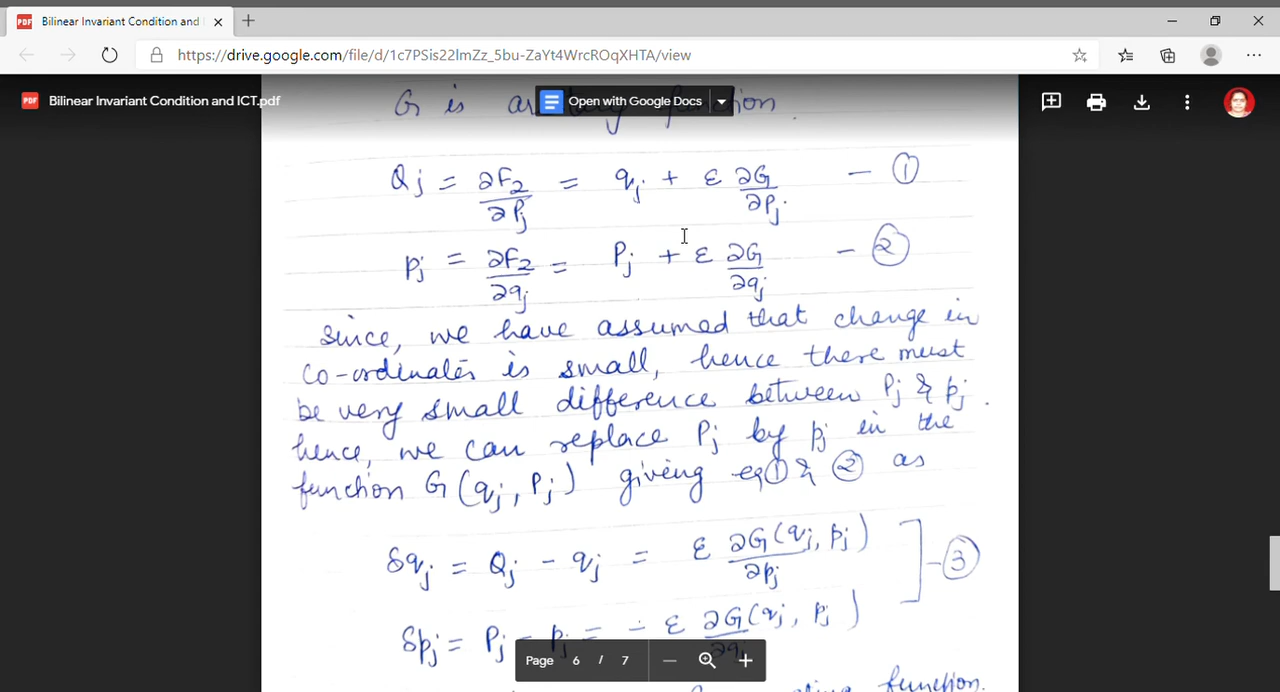 Bilinear Invariant Condition and
https://drive.google.com/file/d/1c7PSis22lmZz_5bu-ZaYt4WrcROqXHTA/view
Bilinear Invariant Condition and ICT.pdf
Open with Google Docs
G is
Qj = ∂F2/∂Pj = qj + ε ∂G/∂Pj — ①
pj = ∂F2/∂qj = Pj + ε ∂G/∂qj — ②
Since, we have assumed that change in
co-ordinates is small, hence there must
be very small difference between Pj & pj.
hence, we can replace Pj by pj in the
function G(qj, Pj) giving eq ① & ② as
δqj = Qj - qj = ε ∂G(qj, pj)/∂pj
— ③
δpj = Pj - pj = - ε ∂G(qj, pj)/∂qj
Page 6 / 7
function.